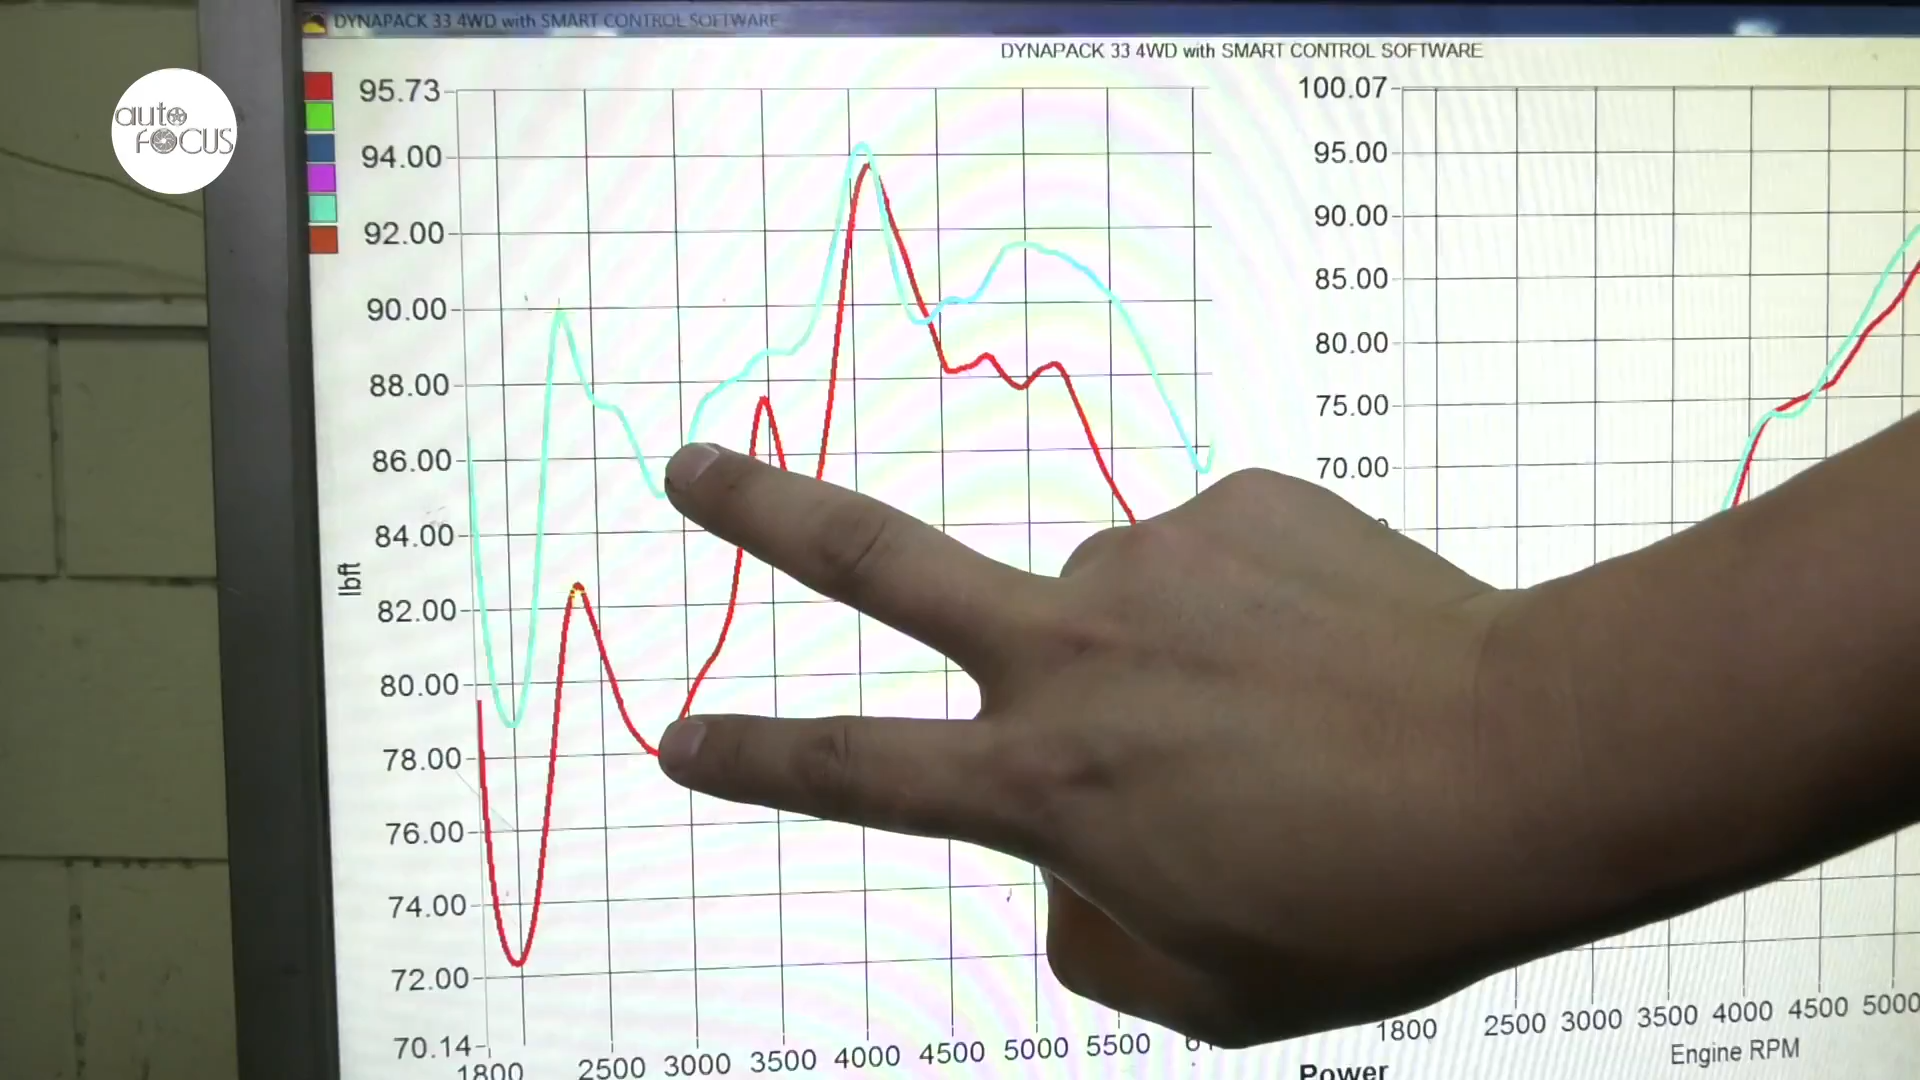 DYNAPACK 33 4WD with SMART CONTROL SOFTWARE
DYNAPACK 33 4WD with SMART CONTROL SOFTWARE
auto
FOCUS
95.73
94.00
92.00
90.00
88.00
86.00
84.00
82.00
80.00
78.00
76.00
74.00
72.00
70.14
lbft
1800 2500 3000 3500 4000 4500 5000 5500
100.07
95.00
90.00
85.00
80.00
75.00
70.00
1800 2500 3000 3500 4000 4500 5000
Engine RPM
Power